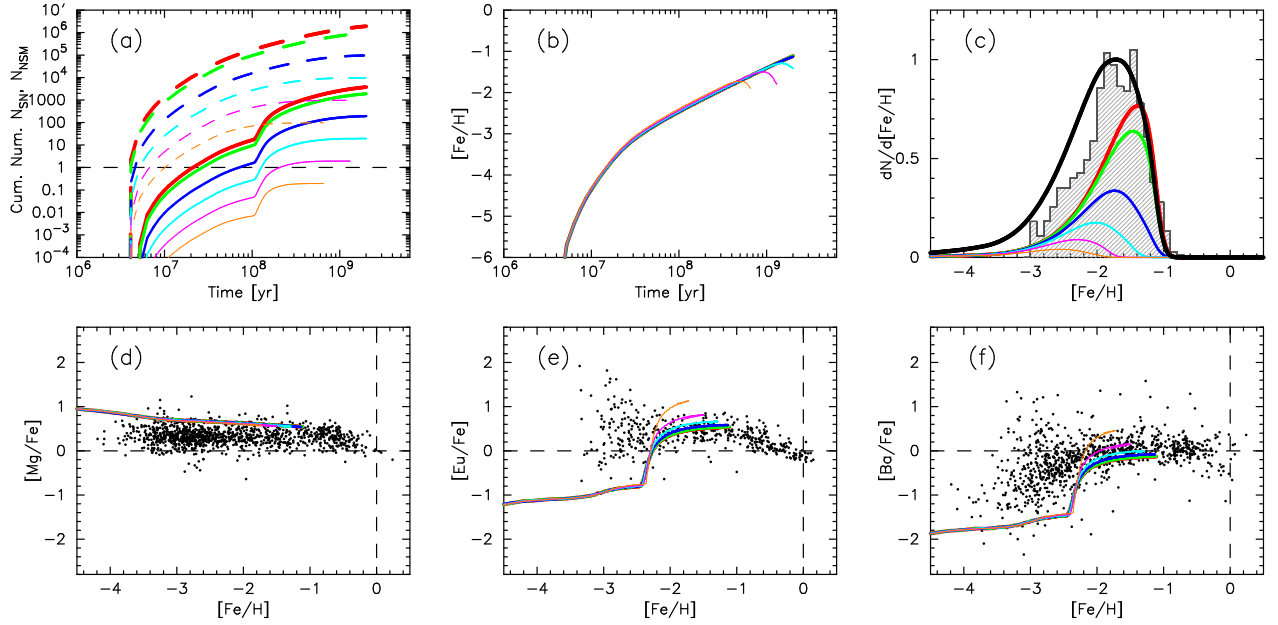 (a)
Cum. Num. N_SN, N_NSM
10^6
10^5
10^4
1000
100
10
1
0.1
0.01
10^-3
10^-4
10^6 10^7 10^8 10^9
Time [yr]
(b)
[Fe/H]
0
−1
−2
−3
−4
−5
−6
10^6 10^7 10^8 10^9
Time [yr]
(c)
dN/d[Fe/H]
1
0.5
0
−4 −3 −2 −1 0
[Fe/H]
(d)
[Mg/Fe]
2
1
0
−1
−2
−4 −3 −2 −1 0
[Fe/H]
(e)
[Eu/Fe]
2
1
0
−1
−2
−4 −3 −2 −1 0
[Fe/H]
(f)
[Ba/Fe]
2
1
0
−1
−2
−4 −3 −2 −1 0
[Fe/H]